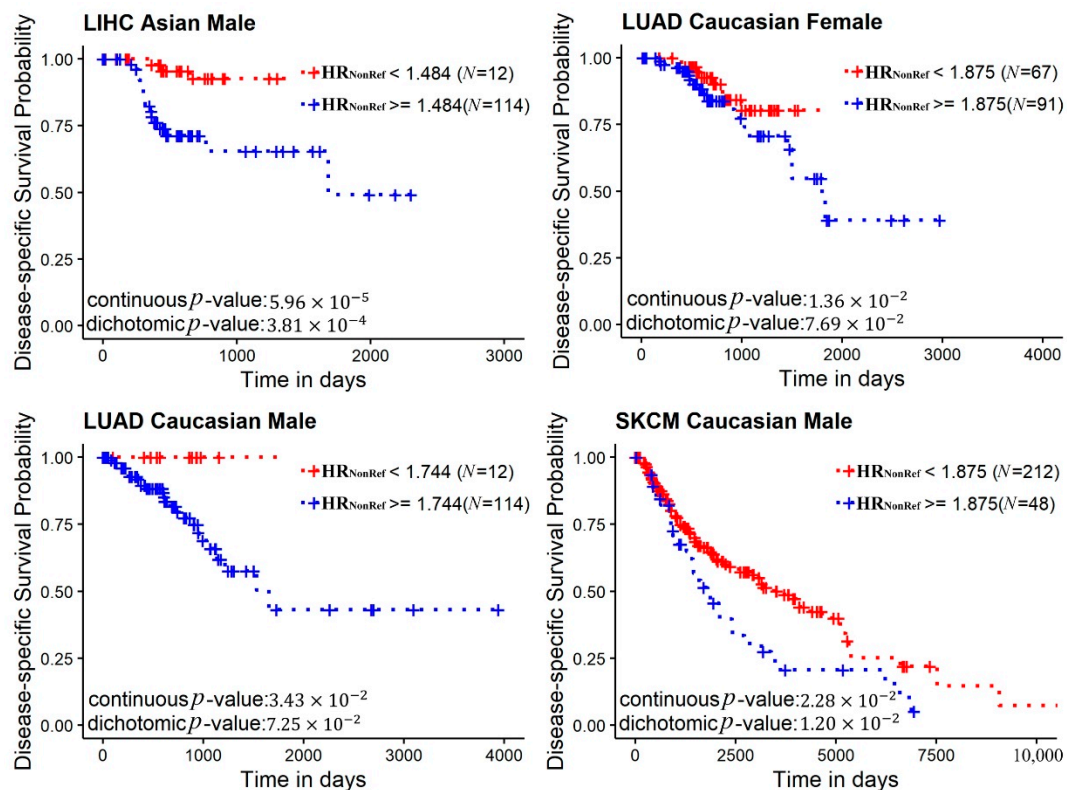 LIHC Asian Male
Disease-specific Survival Probability
1.00
0.75
0.50
0.25
0.00
HRNonRef < 1.484 (N=12)
HRNonRef >= 1.484(N=114)
continuous p-value:5.96 × 10⁻⁵
dichotomic p-value:3.81 × 10⁻⁴
0 1000 2000 3000
Time in days
LUAD Caucasian Female
Disease-specific Survival Probability
1.00
0.75
0.50
0.25
0.00
HRNonRef < 1.875 (N=67)
HRNonRef >= 1.875(N=91)
continuous p-value:1.36 × 10⁻²
dichotomic p-value:7.69 × 10⁻²
0 1000 2000 3000 4000
Time in days
LUAD Caucasian Male
Disease-specific Survival Probability
1.00
0.75
0.50
0.25
0.00
HRNonRef < 1.744 (N=12)
HRNonRef >= 1.744(N=114)
continuous p-value:3.43 × 10⁻²
dichotomic p-value:7.25 × 10⁻²
0 1000 2000 3000 4000
Time in days
SKCM Caucasian Male
Disease-specific Survival Probability
1.00
0.75
0.50
0.25
0.00
HRNonRef < 1.875 (N=212)
HRNonRef >= 1.875(N=48)
continuous p-value:2.28 × 10⁻²
dichotomic p-value:1.20 × 10⁻²
0 2500 5000 7500 10,000
Time in days